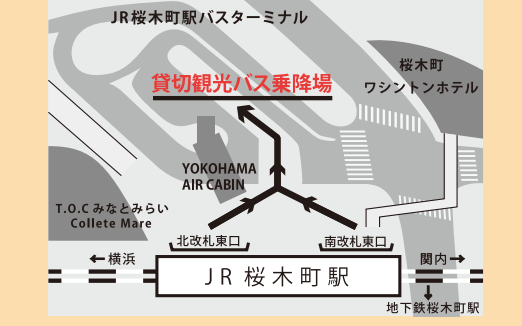 JR桜木町駅バスターミナル
桜木町
ワシントンホテル
貸切観光バス乗降場
YOKOHAMA
AIR CABIN
T.O.Cみなとみらい
Collete Mare
北改札東口
南改札東口
横浜
関内
JR桜木町駅
地下鉄桜木町駅